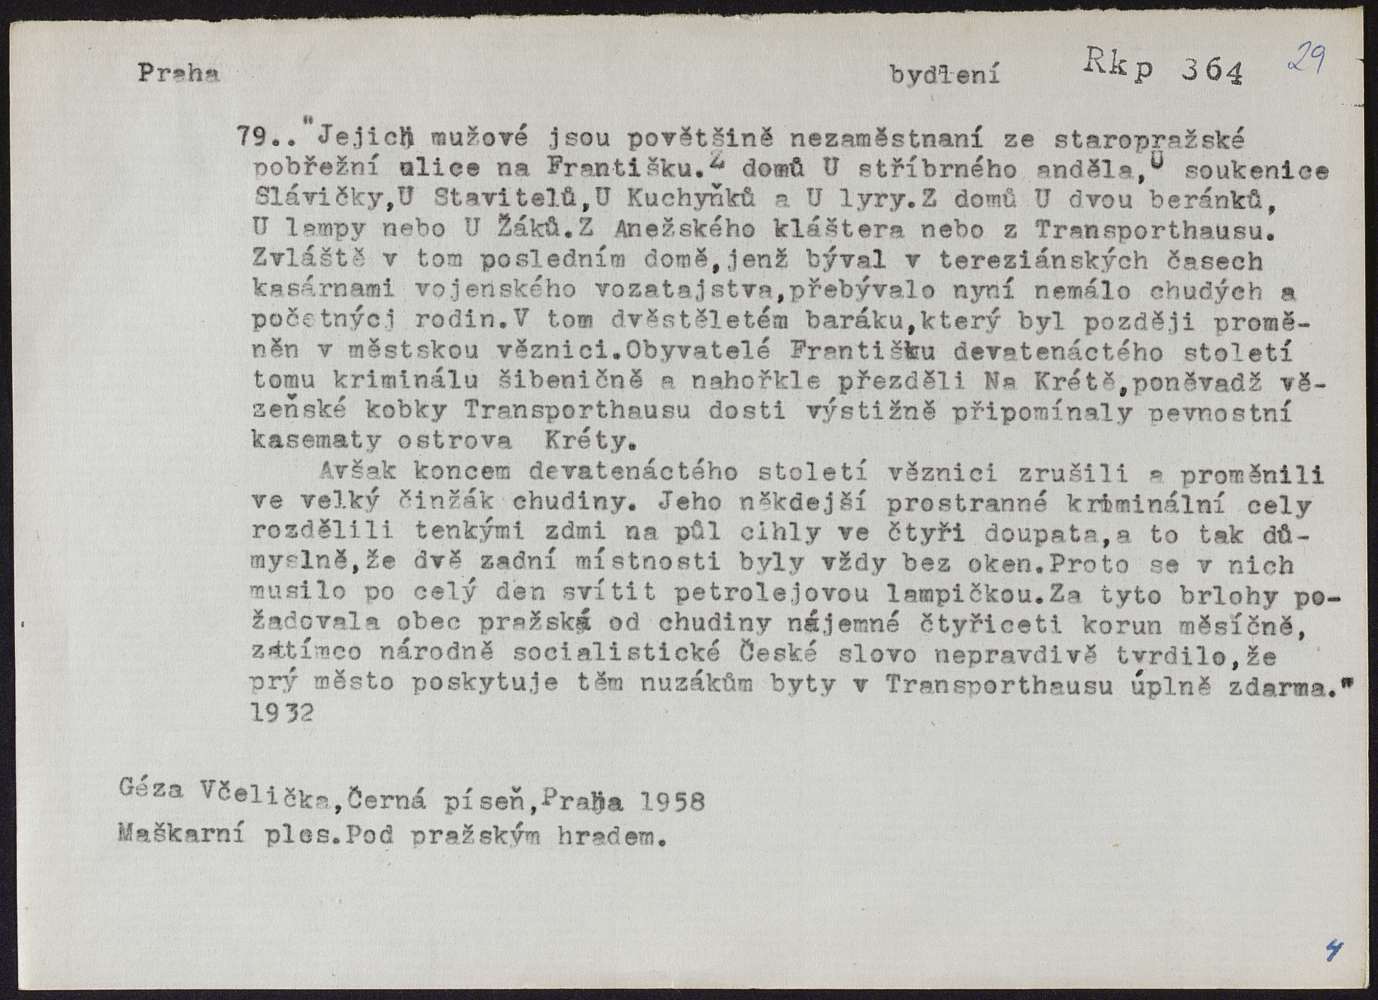 Praha bydlení Rkp 364 29
79.."Jejich mužové jsou povětšině nezaměstnaní ze staropražské
pobřežní ulice na Františku.Z domů U stříbrného anděla,U soukenice
Slávičky,U Stavitelů,U Kuchyňků a U lyry.Z domů U dvou beránků,
U lampy nebo U Žáků.Z Anežského kláštera nebo z Transporthausu.
Zvláště v tom posledním domě,jenž býval v tereziánských časech
kasárnami vojenského vozatajstva,přebývalo nyní nemálo chudých a
početnýcj rodin.V tom dvěstěletém baráku,který byl později promě-
něn v městskou věznici.Obyvatelé Františku devatenáctého století
tomu kriminálu šibeničně a nahořkle přezděli Na Krétě,poněvadž vě-
zeňské kobky Transporthausu dosti výstižně připomínaly pevnostní
kasematy ostrova Kréty.
Avšak koncem devatenáctého století věznici zrušili a proměnili
ve velký činžák chudiny. Jeho někdejší prostranné kriminální cely
rozdělili tenkými zdmi na půl cihly ve čtyři doupata,a to tak dů-
myslně,že dvě zadní místnosti byly vždy bez oken.Proto se v nich
musilo po celý den svítit petrolejovou lampičkou.Za tyto brlohy po-
žadovala obec pražská od chudiny nájemné čtyřiceti korun měsíčně,
zatímco národně socialistické České slovo nepravdivě tvrdilo,že
prý město poskytuje těm nuzákům byty v Transporthausu úplně zdarma."
1932
Géza Včelička,Černá píseň,Praha 1958
Maškarní ples.Pod pražským hradem.
4